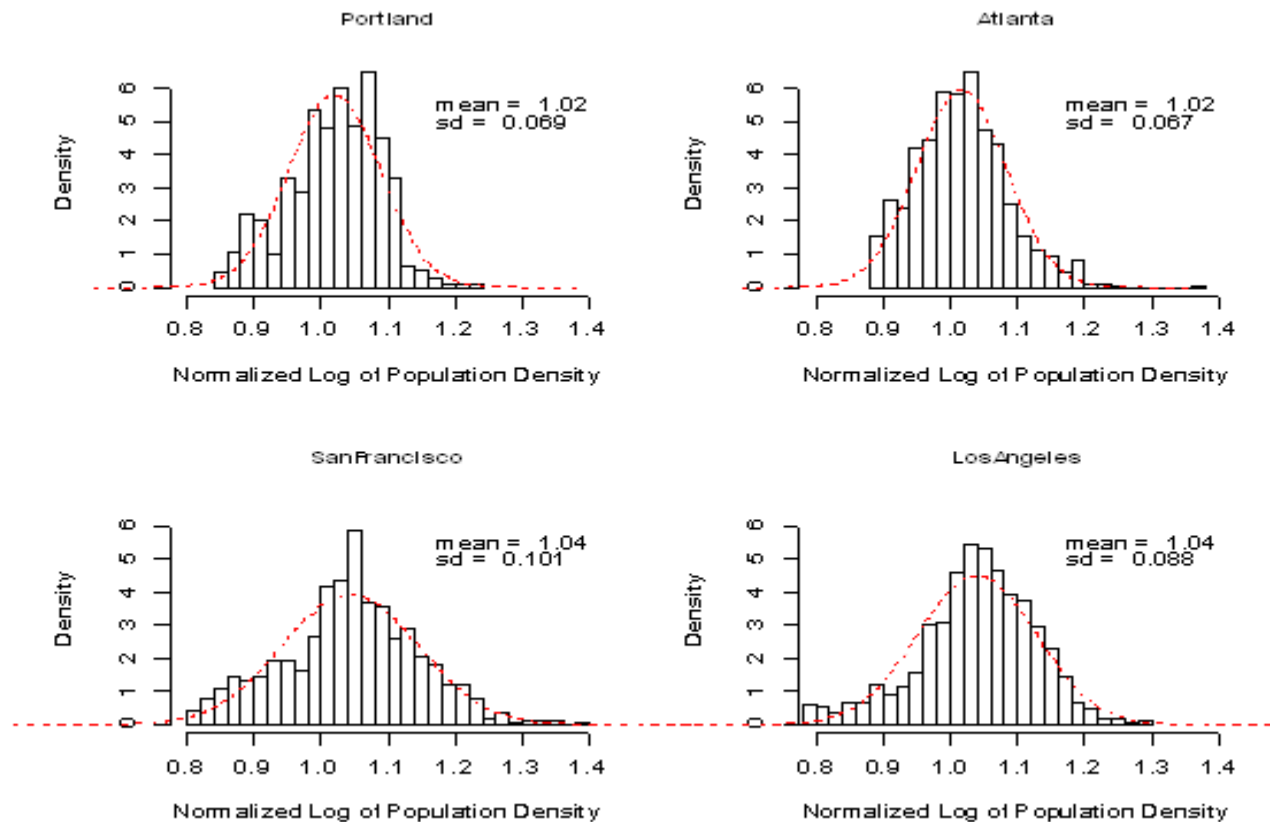 Portland
mean = 1.02
sd = 0.069
Density
0 1 2 3 4 5 6
0.8 0.9 1.0 1.1 1.2 1.3 1.4
Normalized Log of Population Density
Atlanta
mean = 1.02
sd = 0.067
Density
0 1 2 3 4 5 6
0.8 0.9 1.0 1.1 1.2 1.3 1.4
Normalized Log of Population Density
SanFrancisco
mean = 1.04
sd = 0.101
Density
0 1 2 3 4 5 6
0.8 0.9 1.0 1.1 1.2 1.3 1.4
Normalized Log of Population Density
LosAngeles
mean = 1.04
sd = 0.088
Density
0 1 2 3 4 5 6
0.8 0.9 1.0 1.1 1.2 1.3 1.4
Normalized Log of Population Density